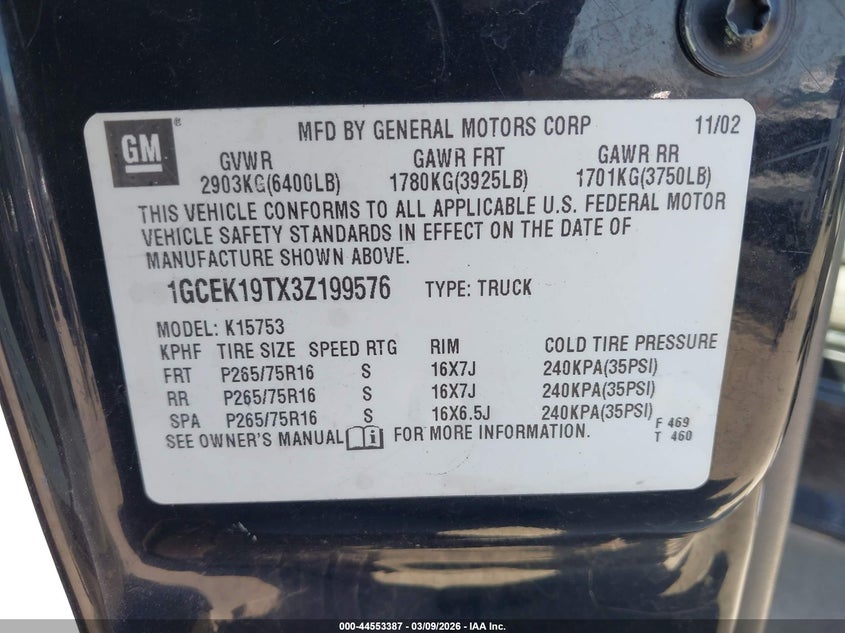 GM ®
MFD BY GENERAL MOTORS CORP 11/02
GVWR GAWR FRT GAWR RR
2903KG(6400LB) 1780KG(3925LB) 1701KG(3750LB)
THIS VEHICLE CONFORMS TO ALL APPLICABLE U.S. FEDERAL MOTOR
VEHICLE SAFETY STANDARDS IN EFFECT ON THE DATE OF
MANUFACTURE SHOWN ABOVE.
1GCEK19TX3Z199576 TYPE: TRUCK
MODEL: K15753
KPHF TIRE SIZE SPEED RTG RIM COLD TIRE PRESSURE
FRT P265/75R16 S 16X7J 240KPA(35PSI)
RR P265/75R16 S 16X7J 240KPA(35PSI)
SPA P265/75R16 S 16X6.5J 240KPA(35PSI)
SEE OWNER'S MANUAL i FOR MORE INFORMATION.
F 469
T 460
000-44553387 - 03/09/2026 - IAA Inc.